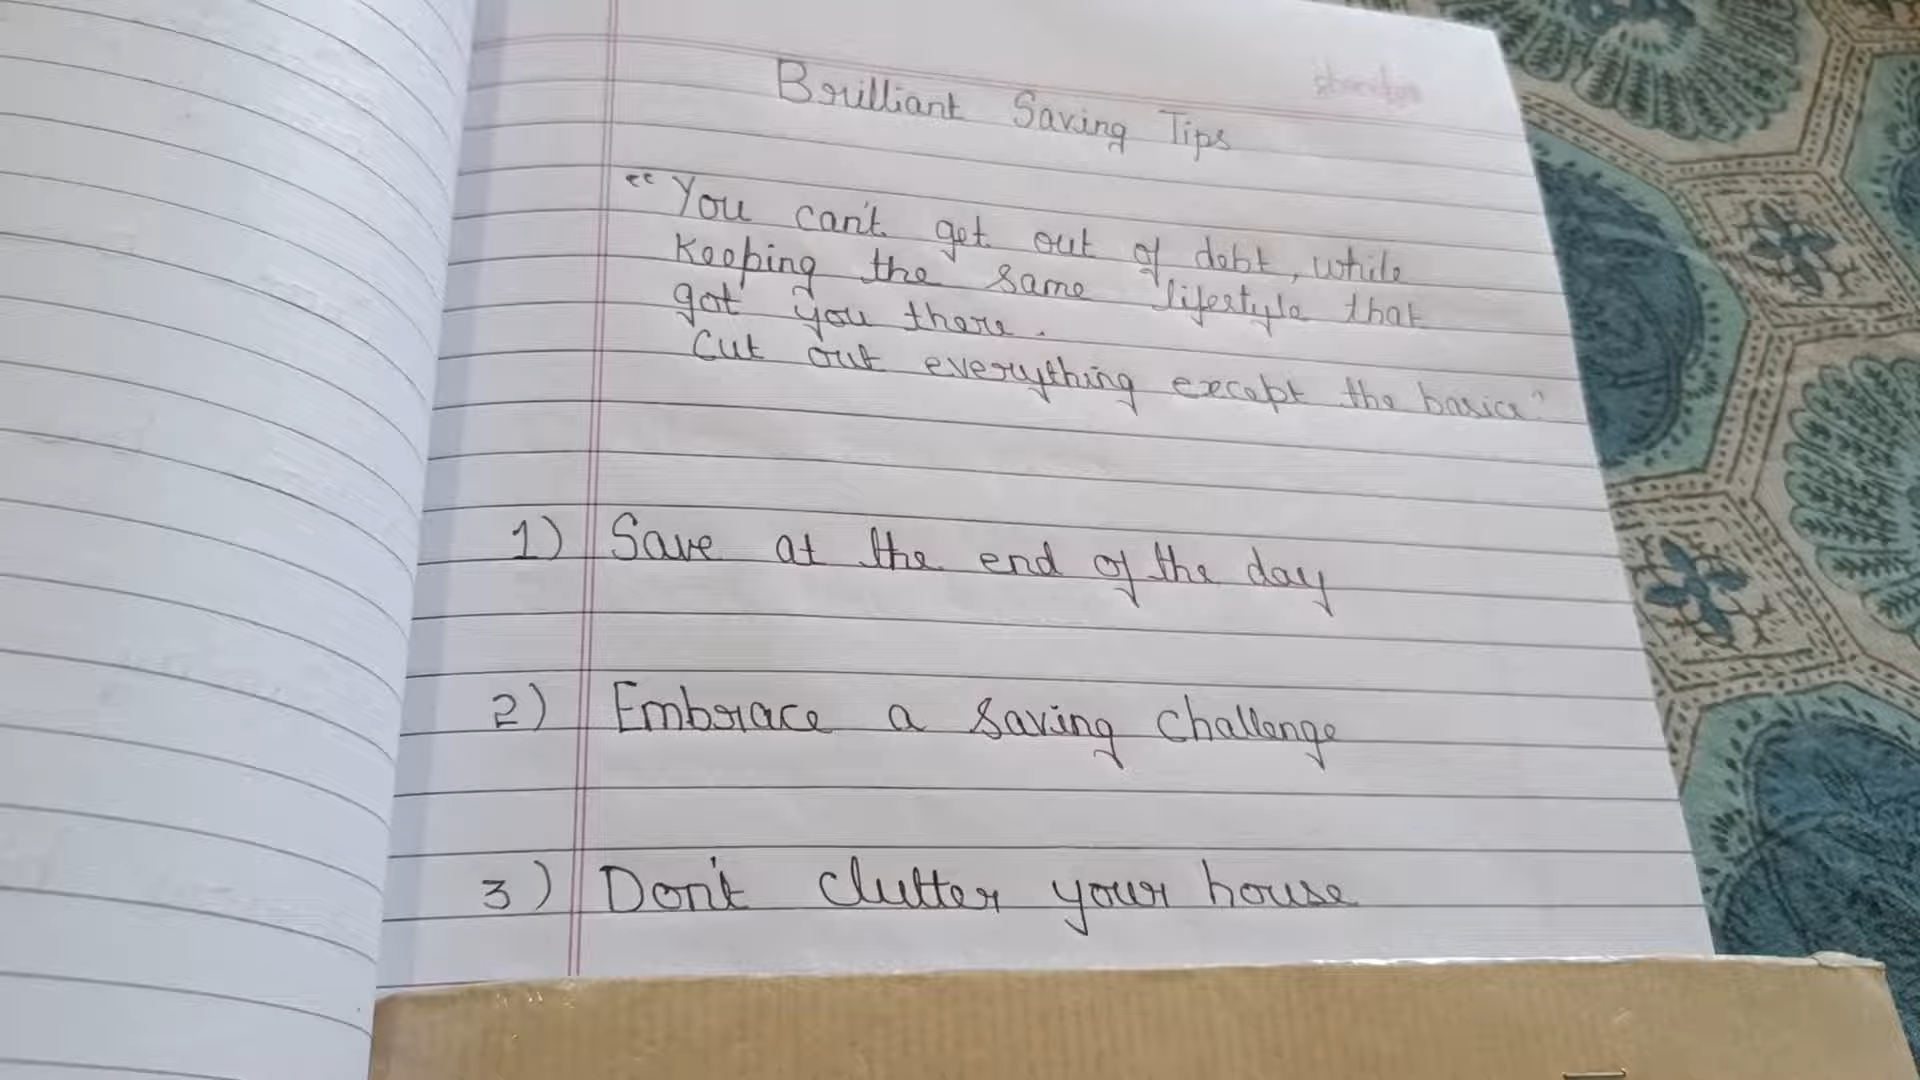 Brilliant Saving Tips
“You can't get out of debt, while
Keeping the same lifestyle that
got you there.
Cut out everything except the basics”
1) Save at the end of the day
2) Embrace a saving challenge
3) Don't clutter your house